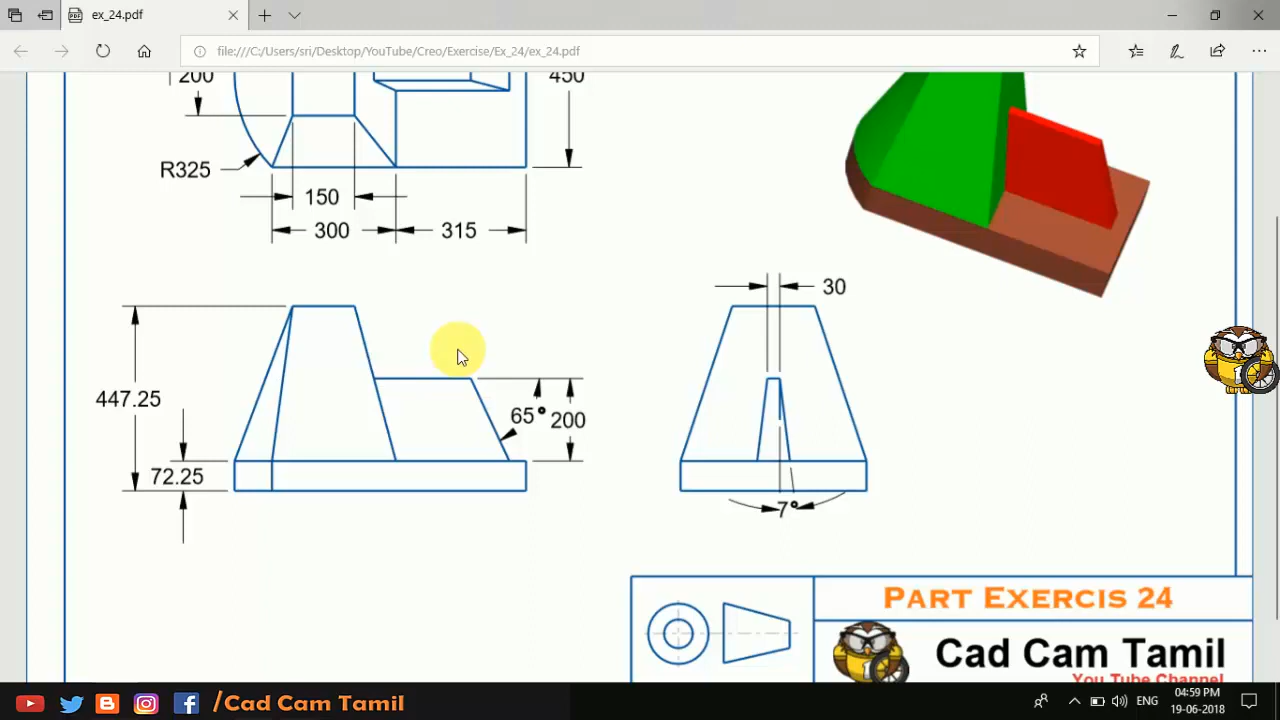 ex_24.pdf
file:///C:/Users/sri/Desktop/YouTube/Creo/Exercise/Ex_24/ex_24.pdf
200
450
R325
150
300
315
30
447.25
65°
200
72.25
7°
PART EXERCIS 24
Cad Cam Tamil
You Tube Channel
/Cad Cam Tamil
ENG
04:59 PM
19-06-2018